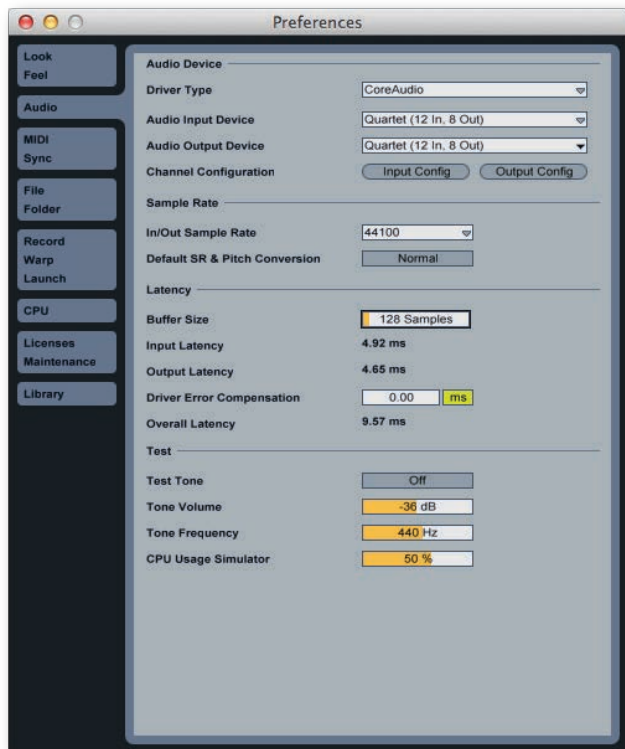 Preferences
Look
Feel
Audio
MIDI
Sync
File
Folder
Record
Warp
Launch
CPU
Licenses
Maintenance
Library
Audio Device
Driver Type CoreAudio
Audio Input Device Quartet (12 In, 8 Out)
Audio Output Device Quartet (12 In, 8 Out)
Channel Configuration Input Config Output Config
Sample Rate
In/Out Sample Rate 44100
Default SR & Pitch Conversion Normal
Latency
Buffer Size 128 Samples
Input Latency 4.92 ms
Output Latency 4.65 ms
Driver Error Compensation 0.00 ms
Overall Latency 9.57 ms
Test
Test Tone Off
Tone Volume -36 dB
Tone Frequency 440 Hz
CPU Usage Simulator 50 %